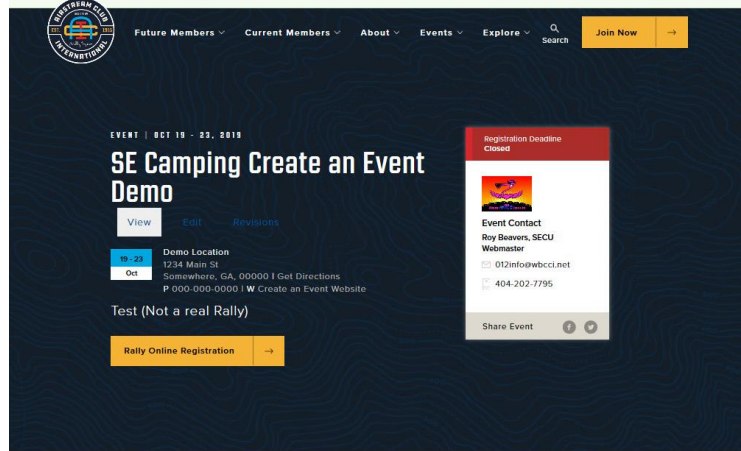 AIRSTREAM CLUB
EST. 1955
INTERNATIONAL
Future Members
Current Members
About
Events
Explore
Search
Join Now
EVENT | OCT 19 - 23, 2019
SE Camping Create an Event
Demo
View Edit Revisions
19 - 23
Oct
Demo Location
1234 Main St
Somewhere, GA, 00000 | Get Directions
P 000-000-0000 | W Create an Event Website
Test (Not a real Rally)
Rally Online Registration
Registration Deadline
Closed
Event Contact
Roy Beavers, SECU
Webmaster
012info@wbcci.net
404-202-7795
Share Event